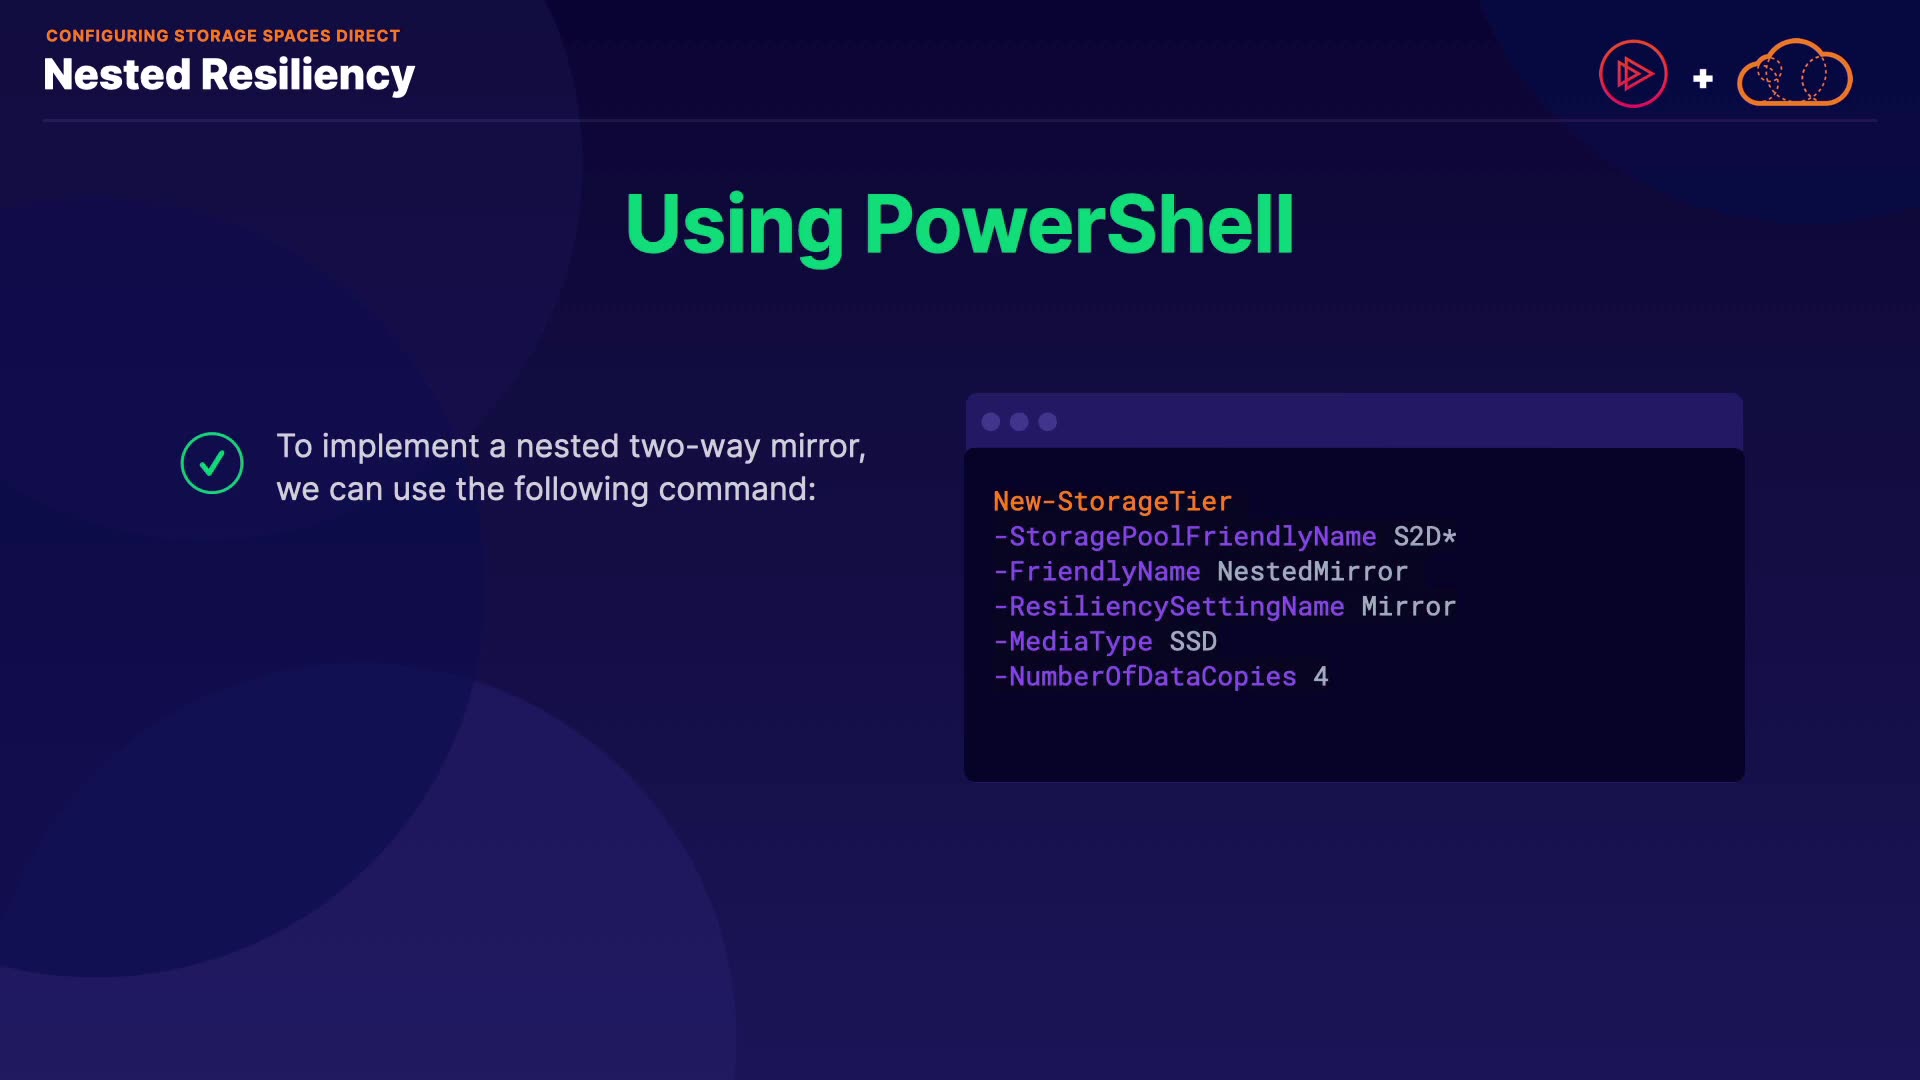 CONFIGURING STORAGE SPACES DIRECT
Nested Resiliency
+
Using PowerShell
To implement a nested two-way mirror,
we can use the following command:
New-StorageTier
-StoragePoolFriendlyName S2D*
-FriendlyName NestedMirror
-ResiliencySettingName Mirror
-MediaType SSD
-NumberOfDataCopies 4